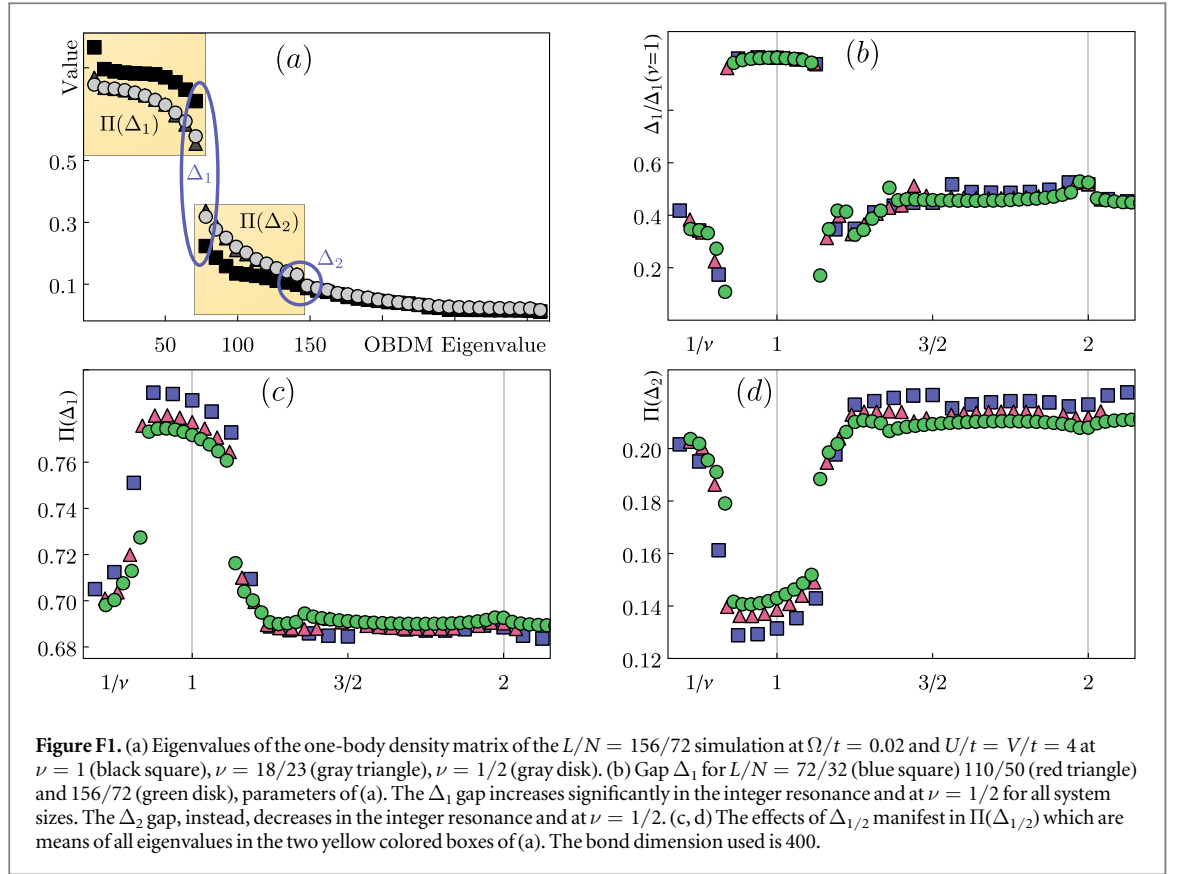 (a)
Value
0.5
0.3
0.1
Π(Δ1)
Δ1
Π(Δ2)
Δ2
50 100 150 OBDM Eigenvalue
(b)
Δ1/Δ1(ν=1)
0.6
0.4
0.2
1/ν 1 3/2 2
(c)
Π(Δ1)
0.76
0.74
0.72
0.70
0.68
1/ν 1 3/2 2
(d)
Π(Δ2)
0.20
0.18
0.16
0.14
0.12
1/ν 1 3/2 2
Figure F1. (a) Eigenvalues of the one-body density matrix of the L/N = 156/72 simulation at Ω/t = 0.02 and U/t = V/t = 4 at
ν = 1 (black square), ν = 18/23 (gray triangle), ν = 1/2 (gray disk). (b) Gap Δ1 for L/N = 72/32 (blue square) 110/50 (red triangle)
and 156/72 (green disk), parameters of (a). The Δ1 gap increases significantly in the integer resonance and at ν = 1/2 for all system
sizes. The Δ2 gap, instead, decreases in the integer resonance and at ν = 1/2. (c, d) The effects of Δ1/2 manifest in Π(Δ1/2) which are
means of all eigenvalues in the two yellow colored boxes of (a). The bond dimension used is 400.